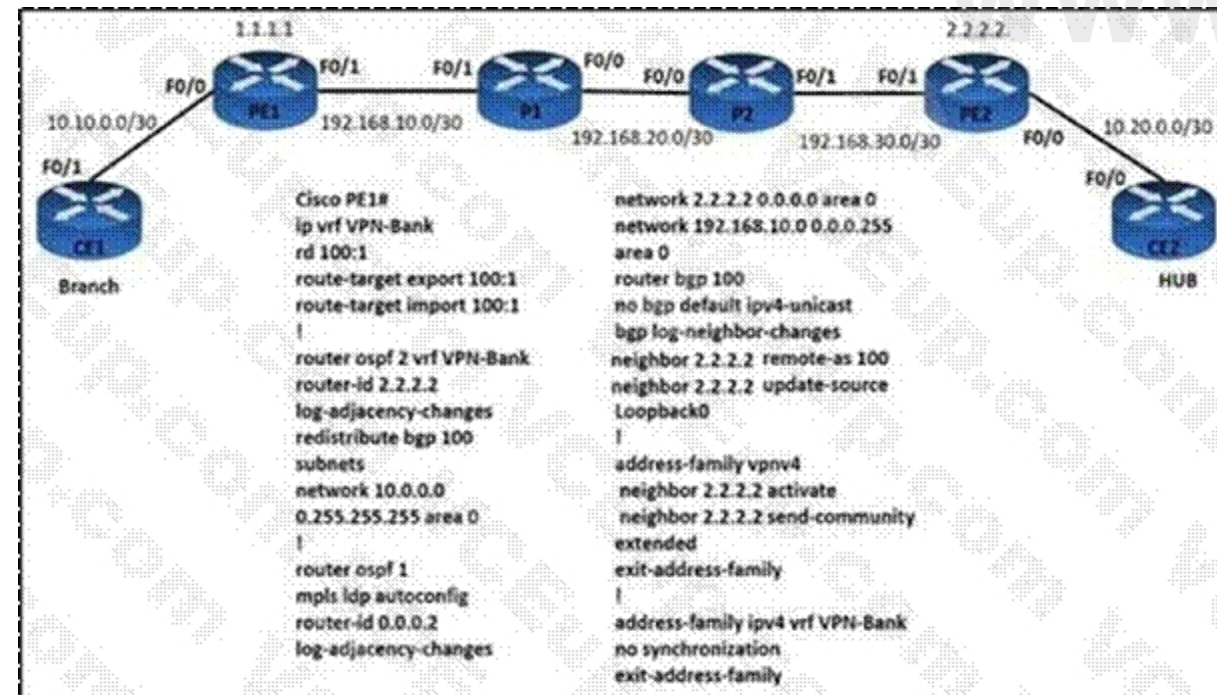 1.1.1.1
2.2.2.2.
F0/0
F0/1
F0/1
F0/0
F0/0
F0/1
F0/1
PE1
P1
P2
PE2
10.10.0.0/30
192.168.10.0/30
192.168.20.0/30
192.168.30.0/30
F0/0
10.20.0.0/30
F0/1
F0/0
CE1
CE2
Branch
HUB
Cisco PE1#
ip vrf VPN-Bank
rd 100:1
route-target export 100:1
route-target import 100:1
!
router ospf 2 vrf VPN-Bank
router-id 2.2.2.2
log-adjacency-changes
redistribute bgp 100
subnets
network 10.0.0.0
0.255.255.255 area 0
!
router ospf 1
mpls ldp autoconfig
router-id 0.0.0.2
log-adjacency-changes
network 2.2.2.2 0.0.0.0 area 0
network 192.168.10.0 0.0.0.255
area 0
router bgp 100
no bgp default ipv4-unicast
bgp log-neighbor-changes
neighbor 2.2.2.2 remote-as 100
neighbor 2.2.2.2 update-source
Loopback0
!
address-family vpnv4
neighbor 2.2.2.2 activate
neighbor 2.2.2.2 send-community
extended
exit-address-family
!
address-family ipv4 vrf VPN-Bank
no synchronization
exit-address-family